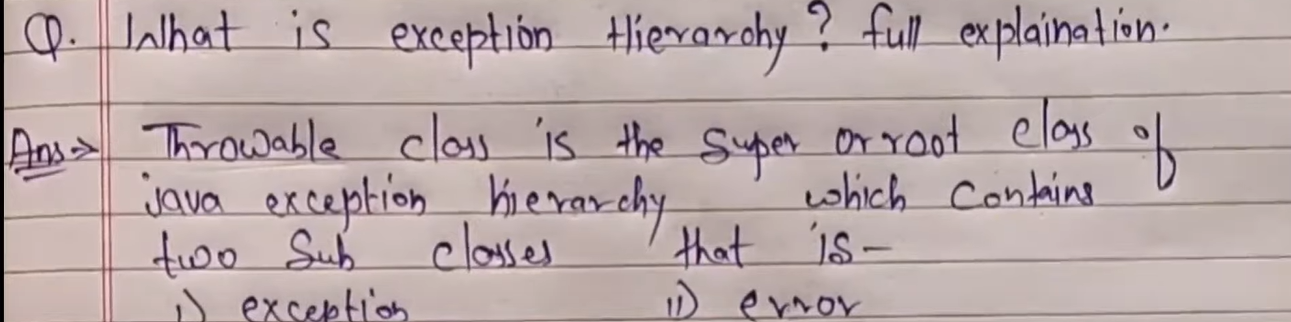 Q. What is exception Hierarchy? full explaination.
Ans→ Throwable class is the Super or root class of
java exception hierarchy which contains
two Sub classes that is-
i) exception ii) error